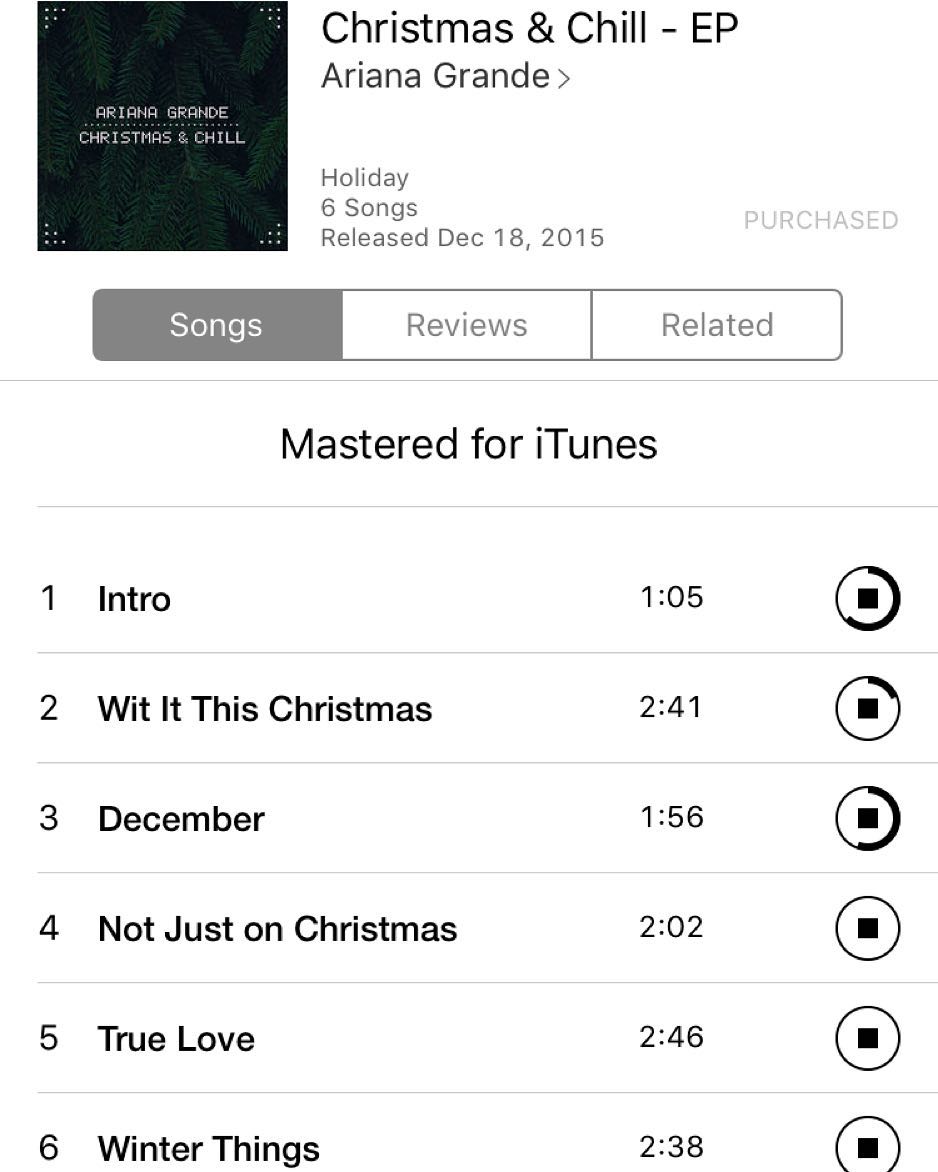 ARIANA GRANDE
CHRISTMAS & CHILL
Christmas & Chill - EP
Ariana Grande >
Holiday
6 Songs
Released Dec 18, 2015
PURCHASED
Songs Reviews Related
Mastered for iTunes
1 Intro 1:05
2 Wit It This Christmas 2:41
3 December 1:56
4 Not Just on Christmas 2:02
5 True Love 2:46
6 Winter Things 2:38